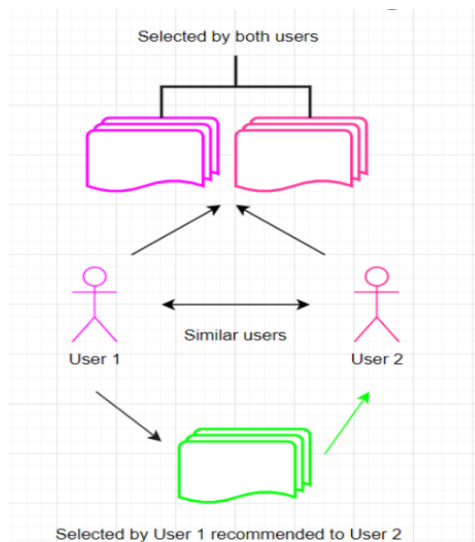 Selected by both users
Similar users
User 1
User 2
Selected by User 1 recommended to User 2